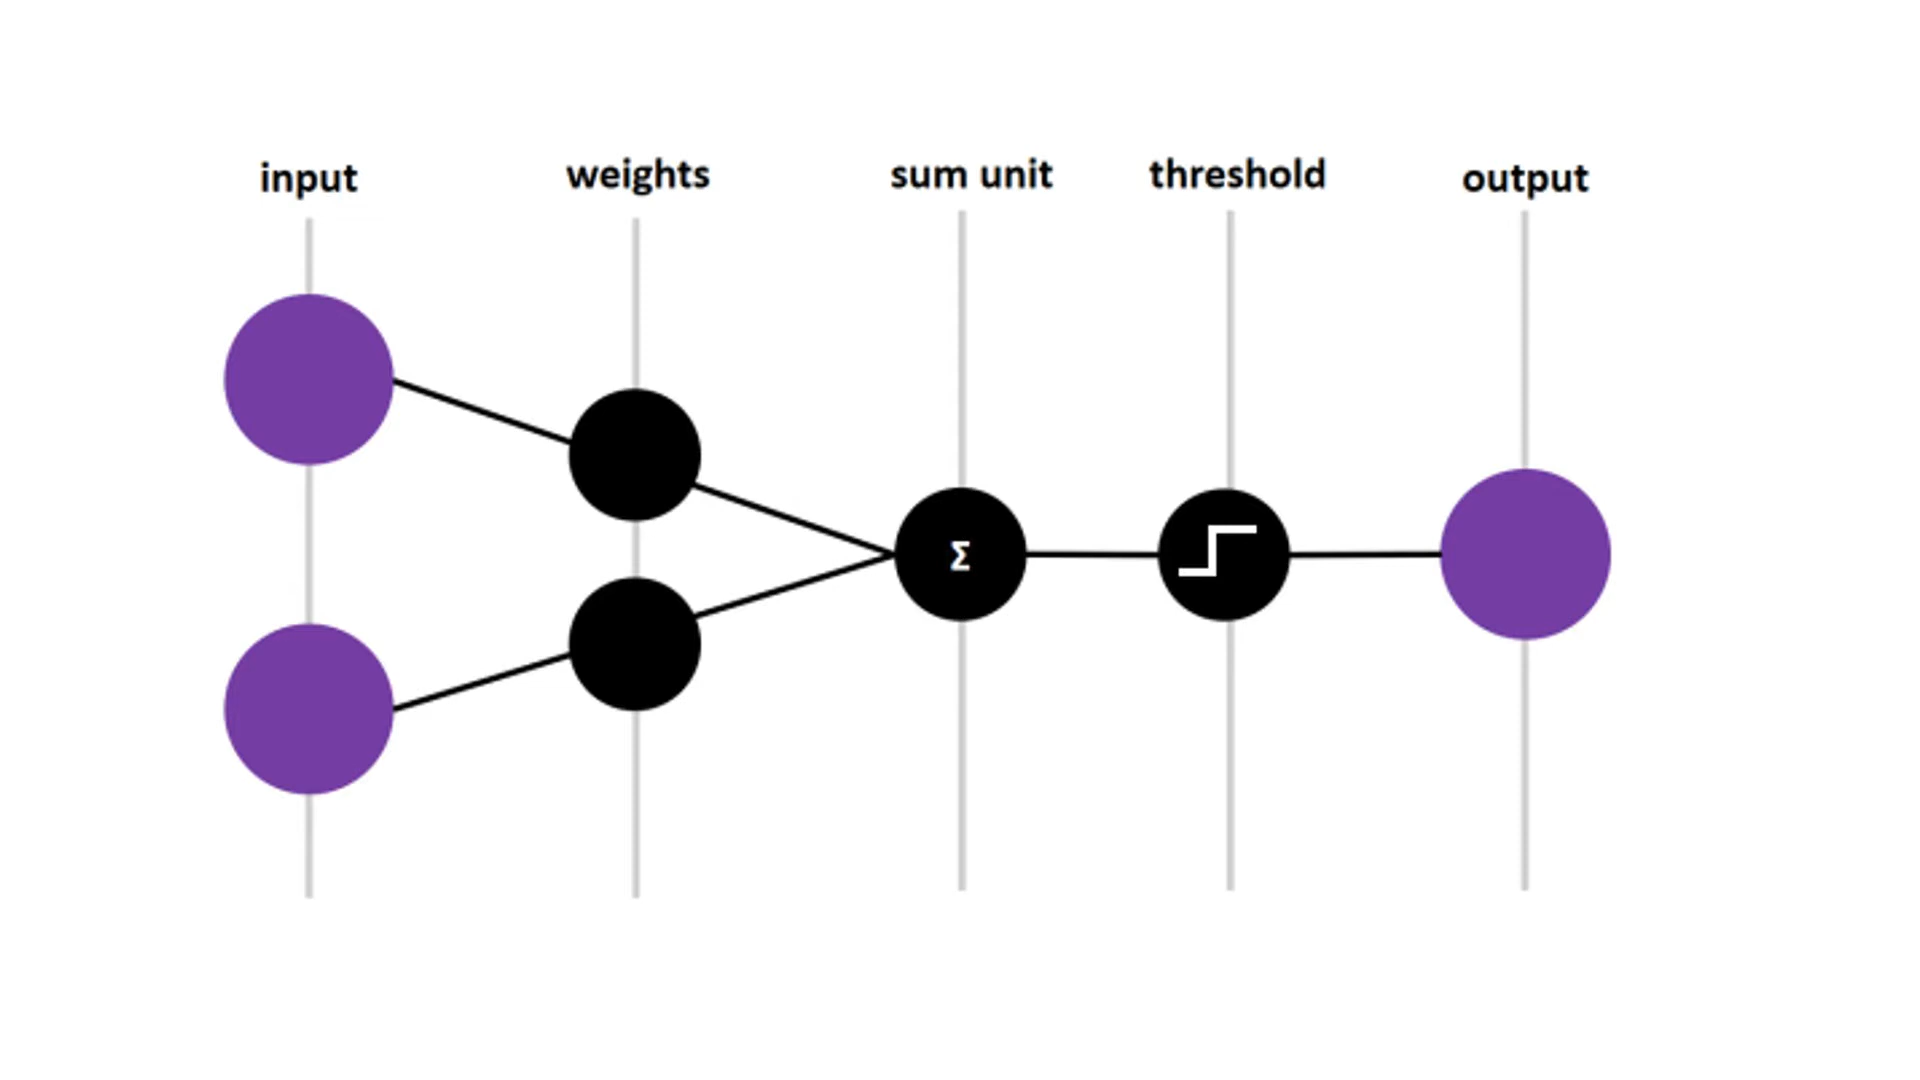 input
weights
sum unit
threshold
output
Σ